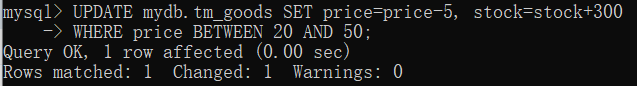 mysql> UPDATE mydb.tm_goods SET price=price-5, stock=stock+300
    -> WHERE price BETWEEN 20 AND 50;
Query OK, 1 row affected (0.00 sec)
Rows matched: 1  Changed: 1  Warnings: 0